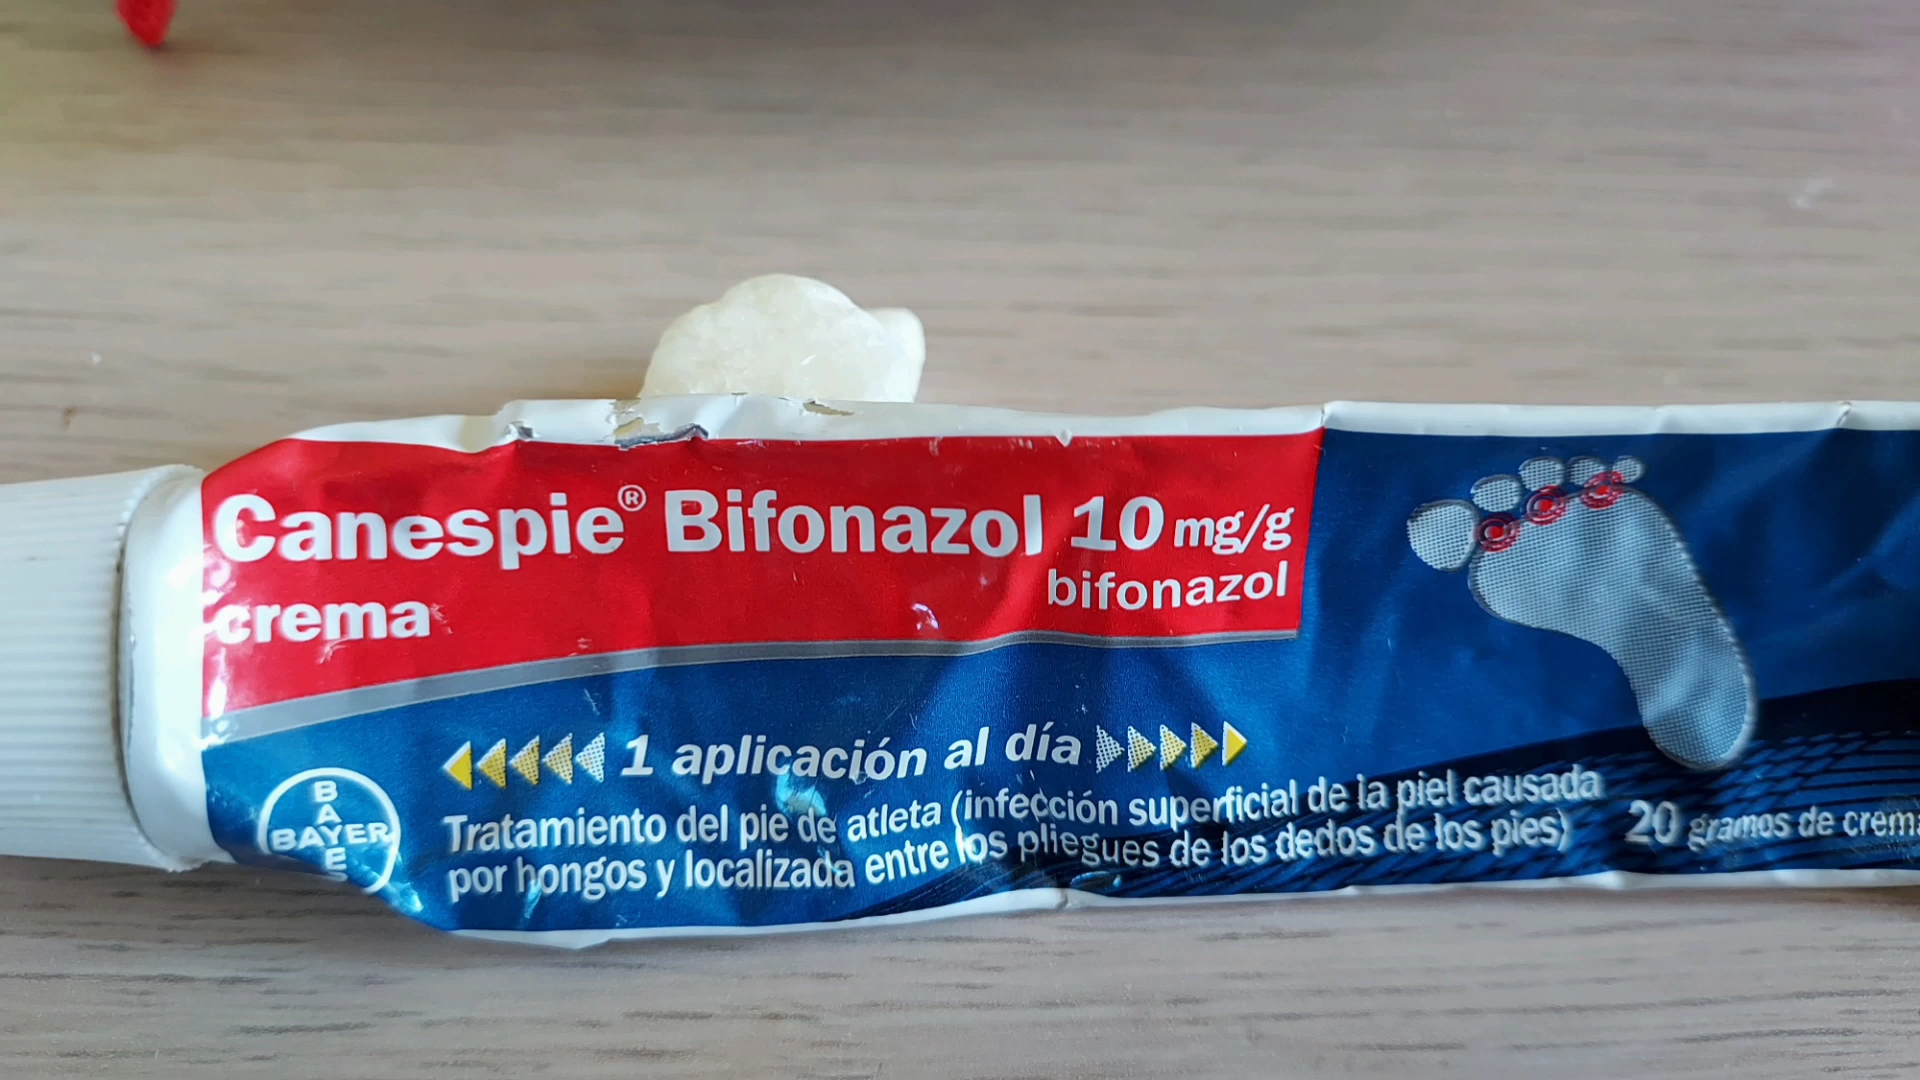 Canespie® Bifonazol 10 mg/g
bifonazol
crema
1 aplicación al día
BAYER
BAYER
Tratamiento del pie de atleta (infección superficial de la piel causada
por hongos y localizada entre los pliegues de los dedos de los pies)
20 gramos de crema